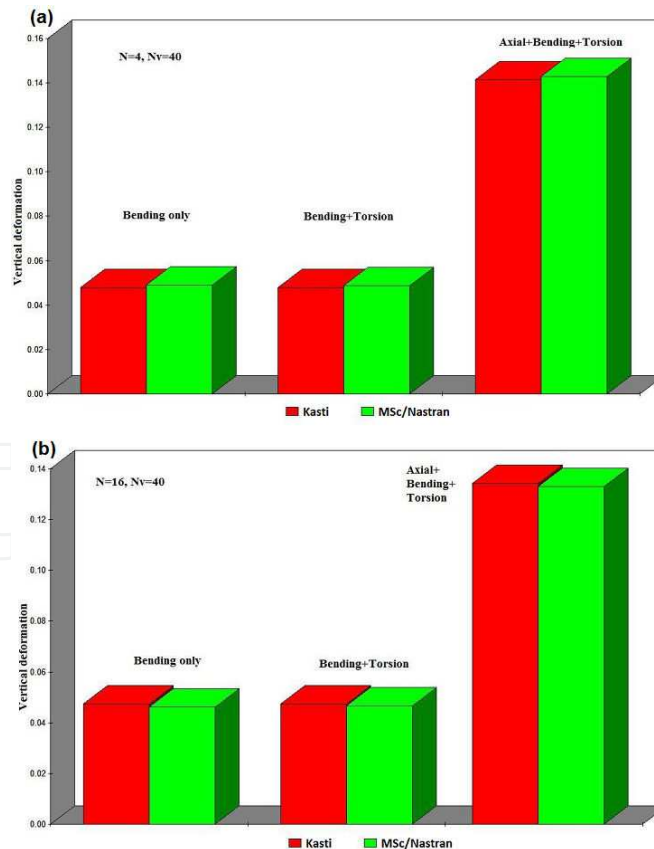 (a)
N=4, Nv=40
Axial+Bending+Torsion
Bending only
Bending+Torsion
Vertical deformation
0.16
0.14
0.12
0.10
0.08
0.06
0.04
0.02
0.00
Kasti MSc/Nastran
(b)
N=16, Nv=40
Axial+
Bending+
Torsion
Bending only
Bending+Torsion
Vertical deformation
0.14
0.12
0.10
0.08
0.06
0.04
0.02
0.00
Kasti MSc/Nastran